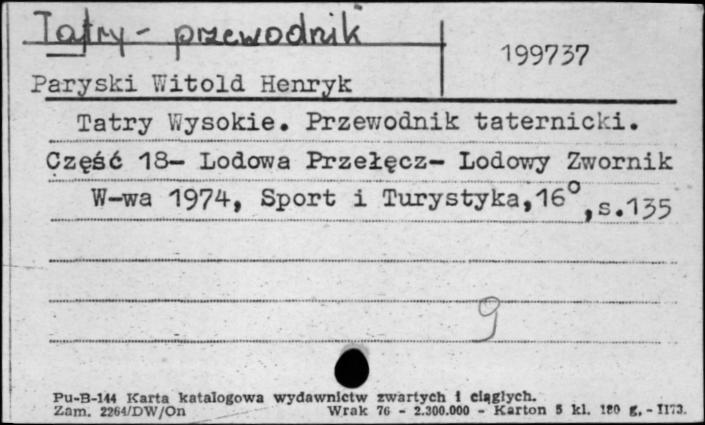 Tatry - przewodnik
199737
Paryski Witold Henryk
Tatry Wysokie. Przewodnik taternicki.
Część 18- Lodowa Przełęcz- Lodowy Zwornik
W-wa 1974, Sport i Turystyka,16°,s.135
9
Pu-B-144 Karta katalogowa wydawnictw zwartych i ciągłych.
Zam. 2264/DW/On Wrak 76 - 2.300.000 - Karton 5 kl. 180 g. - II73.